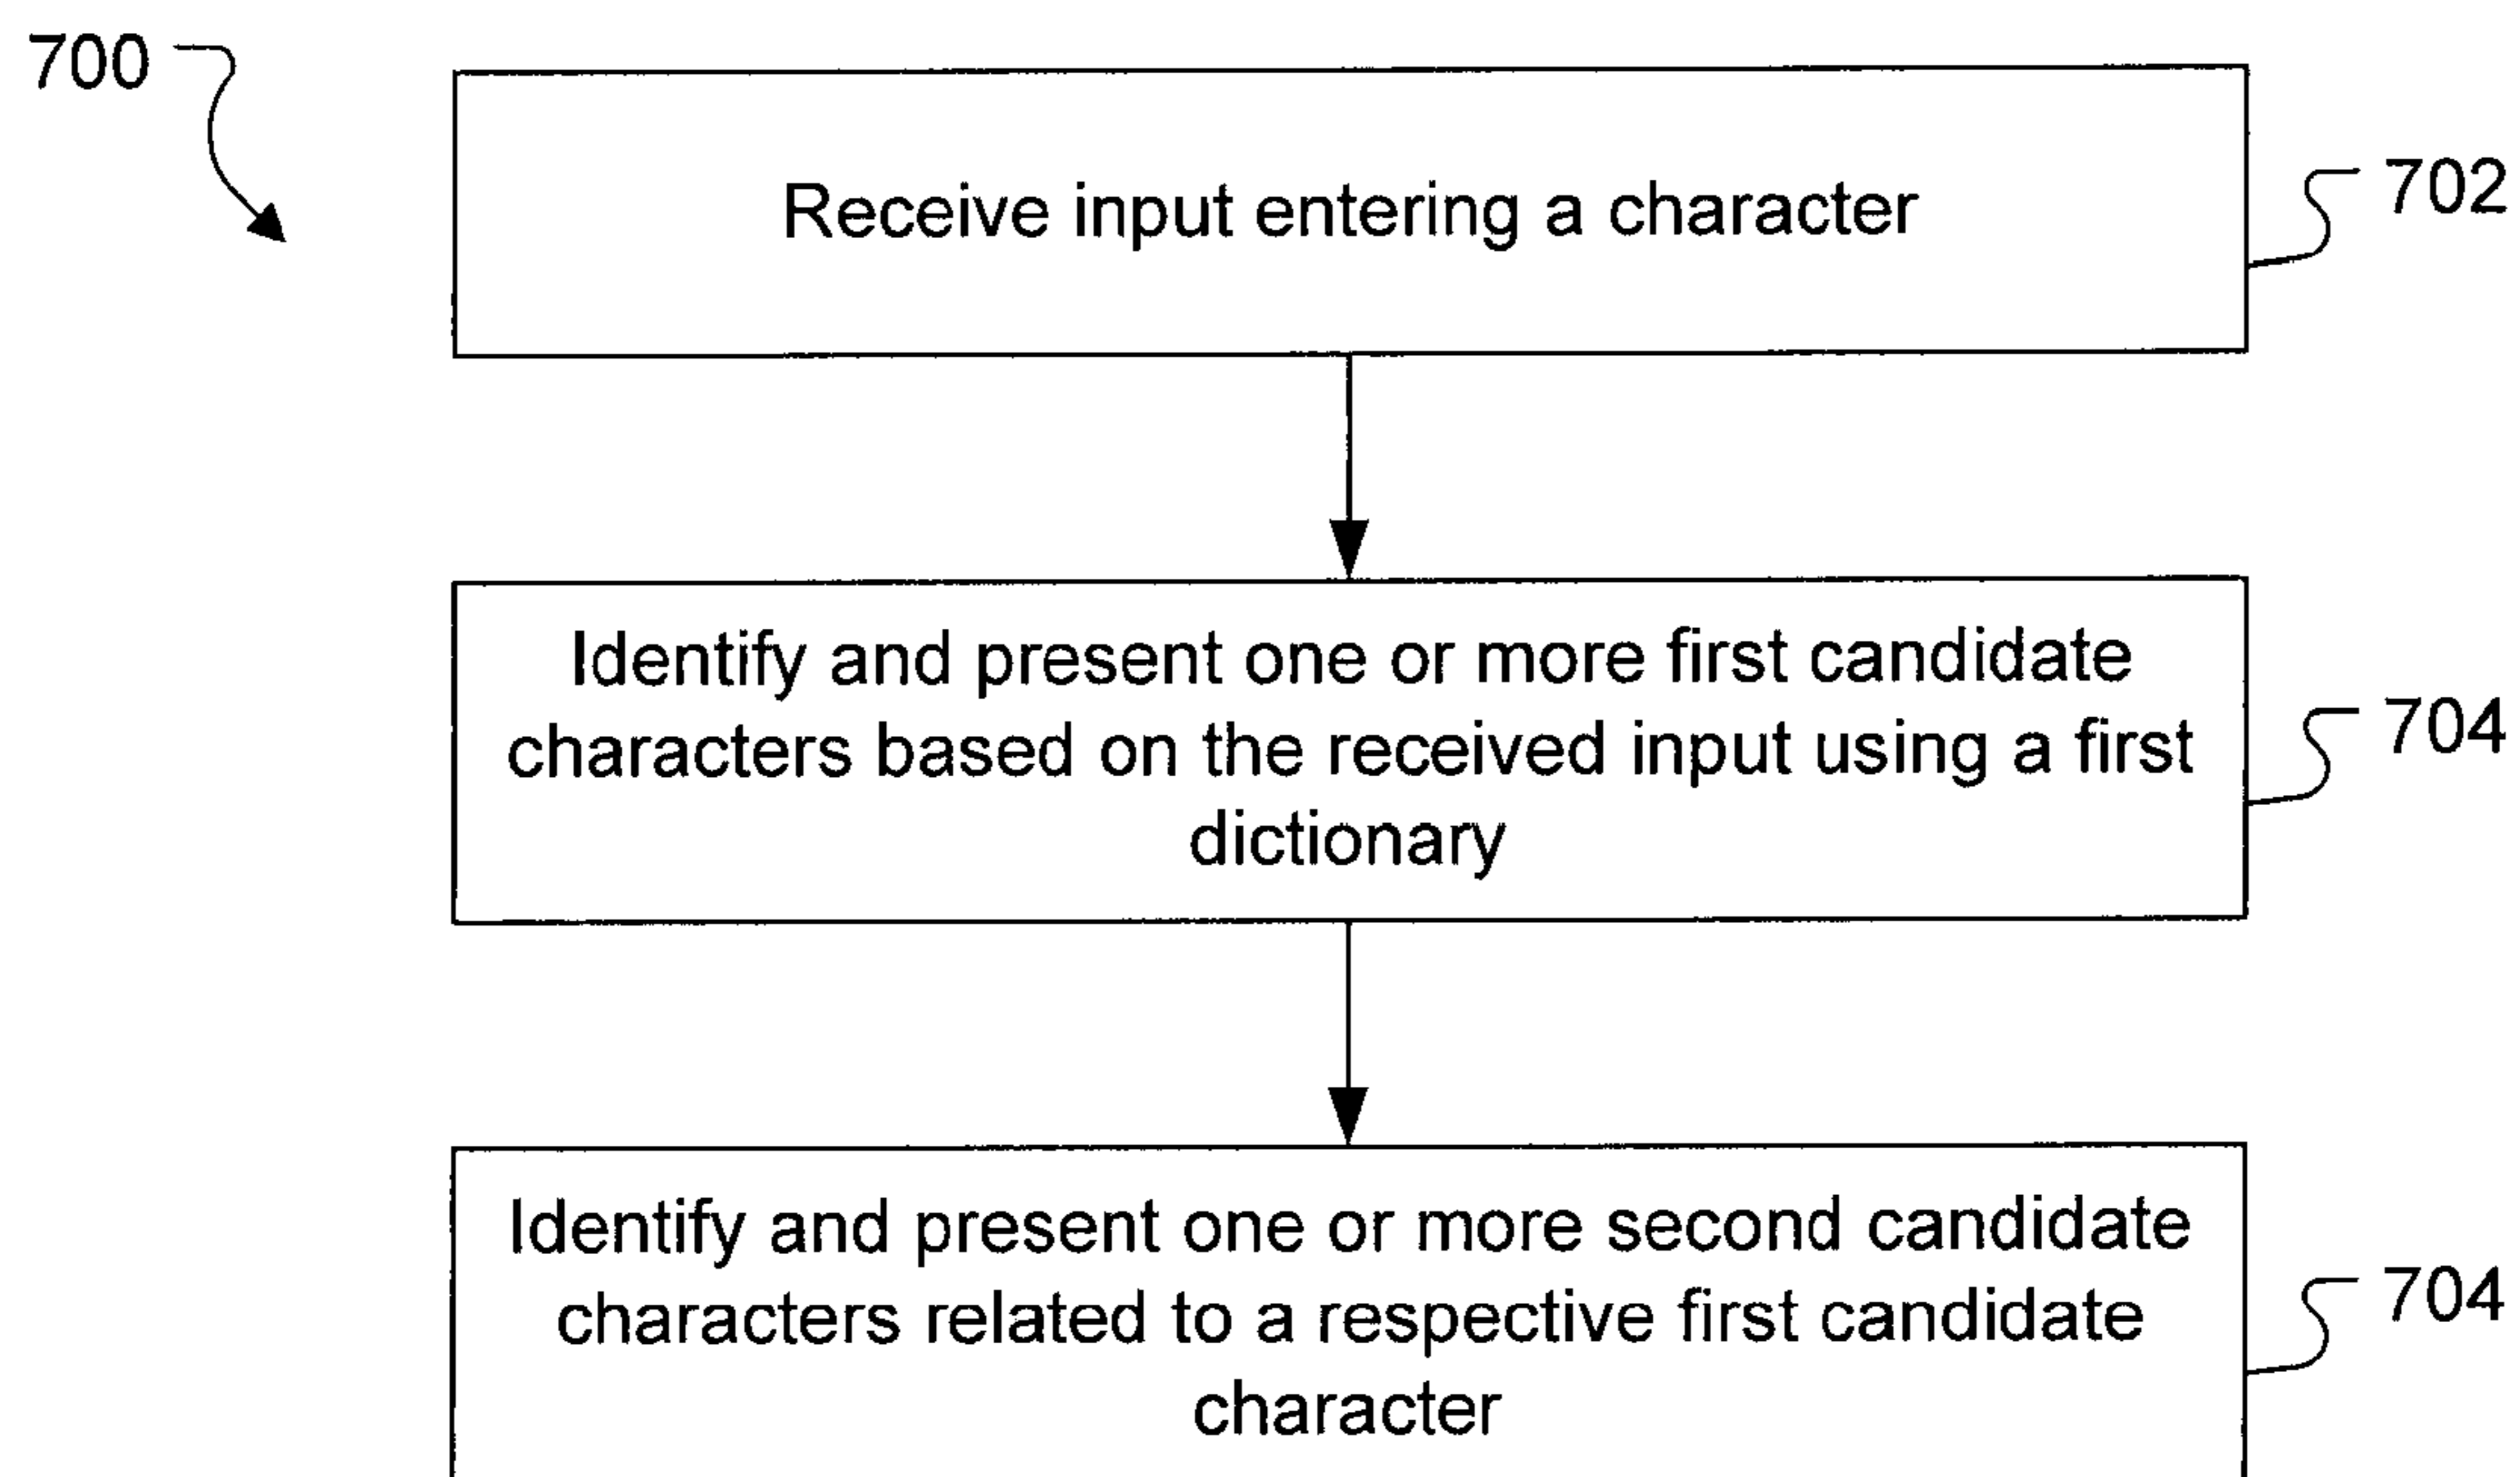 700
Receive input entering a character
702
Identify and present one or more first candidate
characters based on the received input using a first
dictionary
704
Identify and present one or more second candidate
characters related to a respective first candidate
character
704